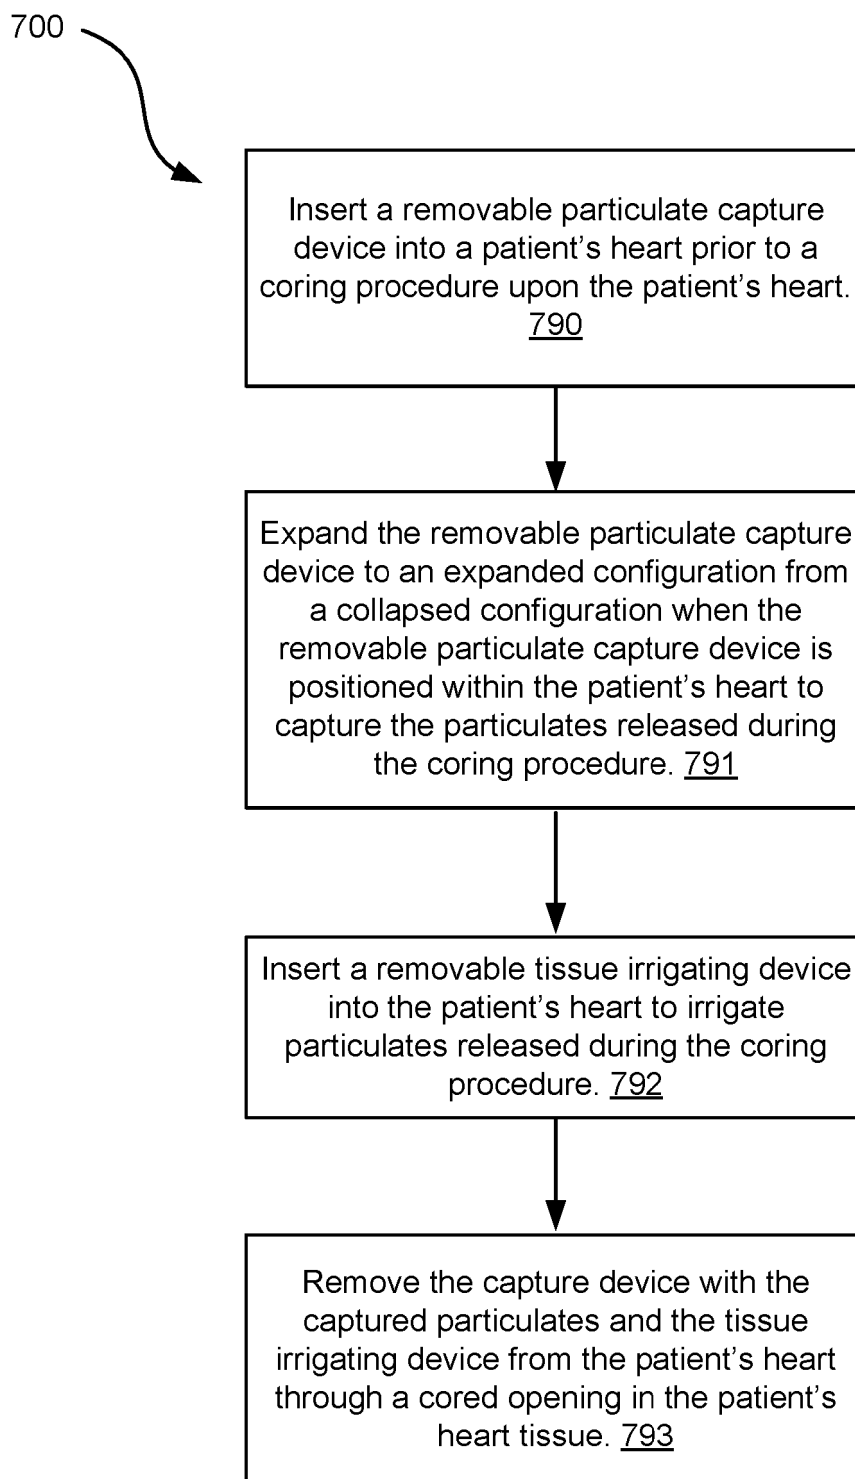 700
Insert a removable particulate capture
device into a patient’s heart prior to a
coring procedure upon the patient’s heart.
790
Expand the removable particulate capture
device to an expanded configuration from
a collapsed configuration when the
removable particulate capture device is
positioned within the patient’s heart to
capture the particulates released during
the coring procedure. 791
Insert a removable tissue irrigating device
into the patient’s heart to irrigate
particulates released during the coring
procedure. 792
Remove the capture device with the
captured particulates and the tissue
irrigating device from the patient’s heart
through a cored opening in the patient’s
heart tissue. 793